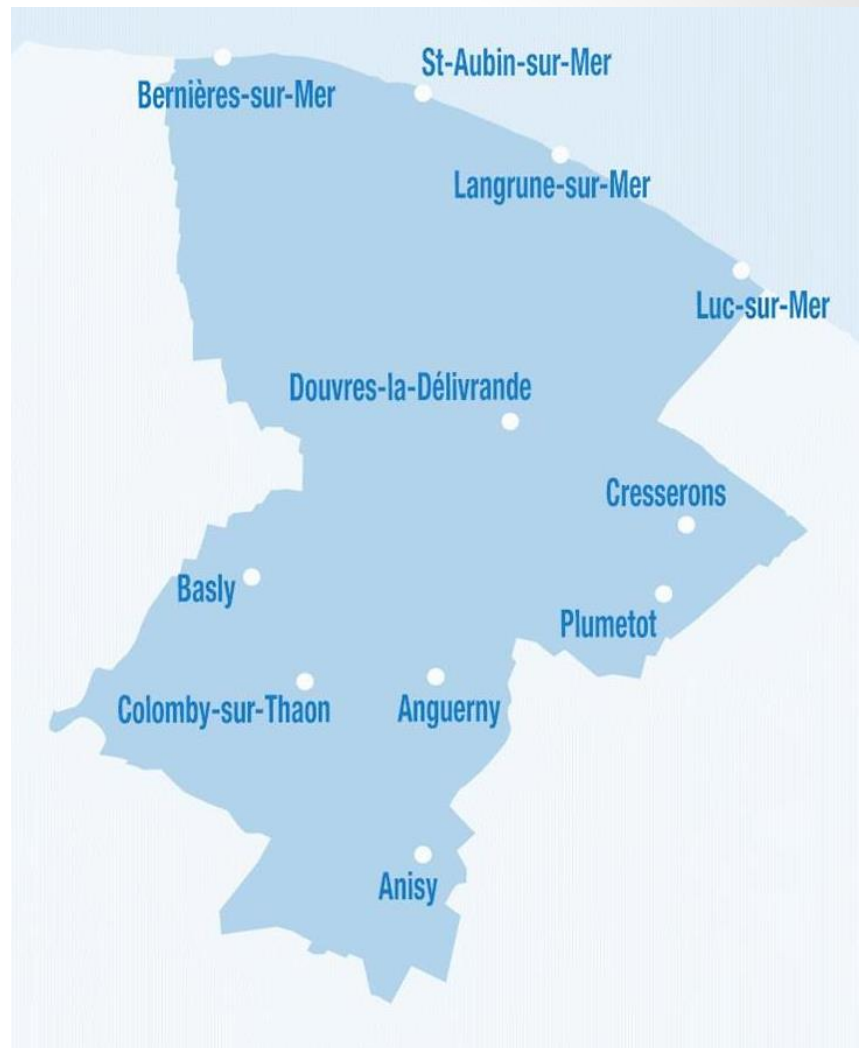 St-Aubin-sur-Mer
Bernières-sur-Mer
Langrune-sur-Mer
Luc-sur-Mer
Douvres-la-Délivrande
Cresserons
Basly
Plumetot
Colomby-sur-Thaon
Anguerny
Anisy